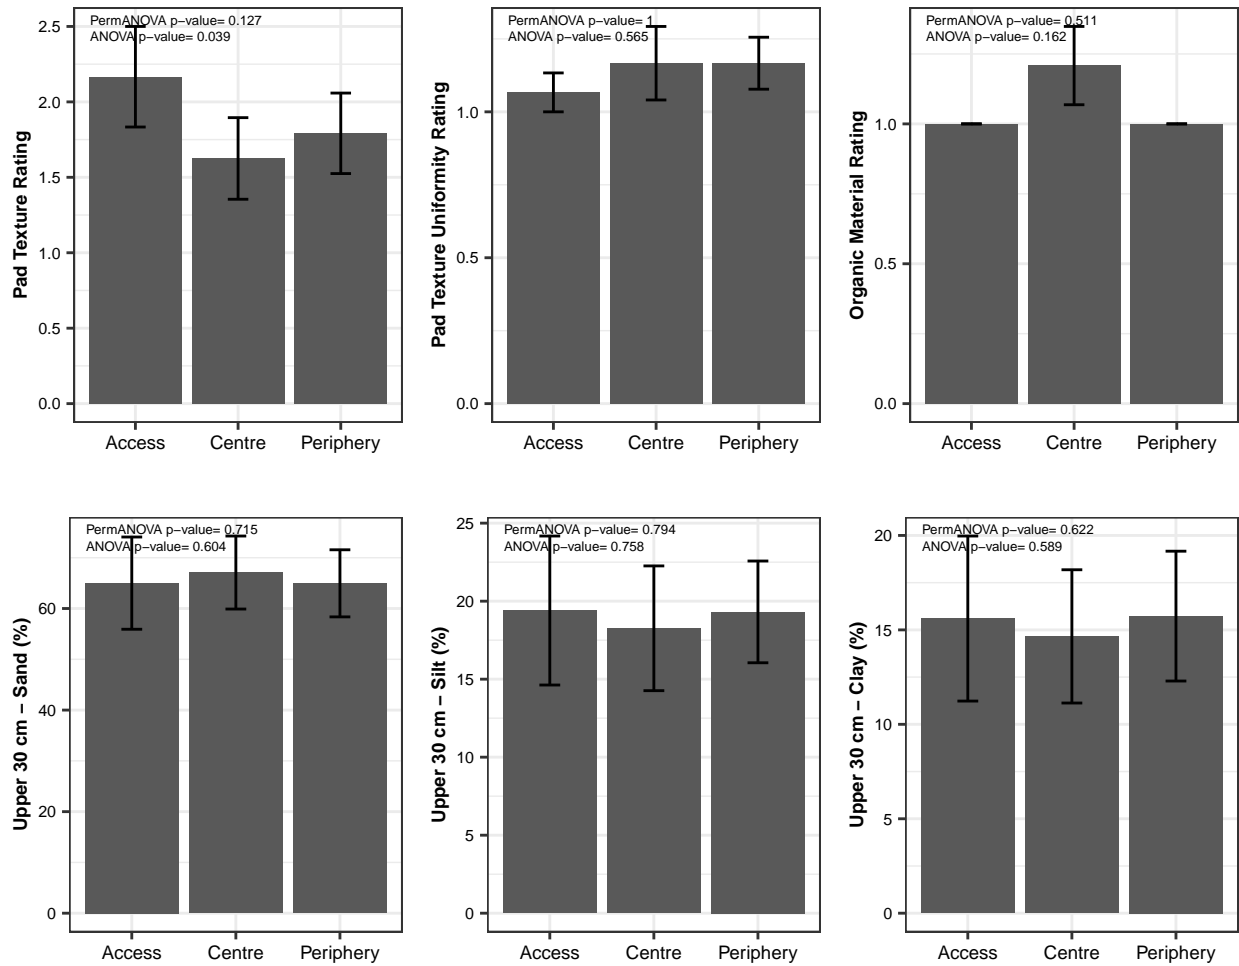 PermANOVA p−value= 0.127
ANOVA p−value= 0.039
Pad Texture Rating
2.5
2.0
1.5
1.0
0.5
0.0
Access Centre Periphery
PermANOVA p−value= 1
ANOVA p−value= 0.565
Pad Texture Uniformity Rating
1.0
0.5
0.0
Access Centre Periphery
PermANOVA p−value= 0.511
ANOVA p−value= 0.162
Organic Material Rating
1.0
0.5
0.0
Access Centre Periphery
PermANOVA p−value= 0.715
ANOVA p−value= 0.604
Upper 30 cm − Sand (%)
60
40
20
0
Access Centre Periphery
PermANOVA p−value= 0.794
ANOVA p−value= 0.758
Upper 30 cm − Silt (%)
25
20
15
10
5
0
Access Centre Periphery
PermANOVA p−value= 0.622
ANOVA p−value= 0.589
Upper 30 cm − Clay (%)
20
15
10
5
0
Access Centre Periphery